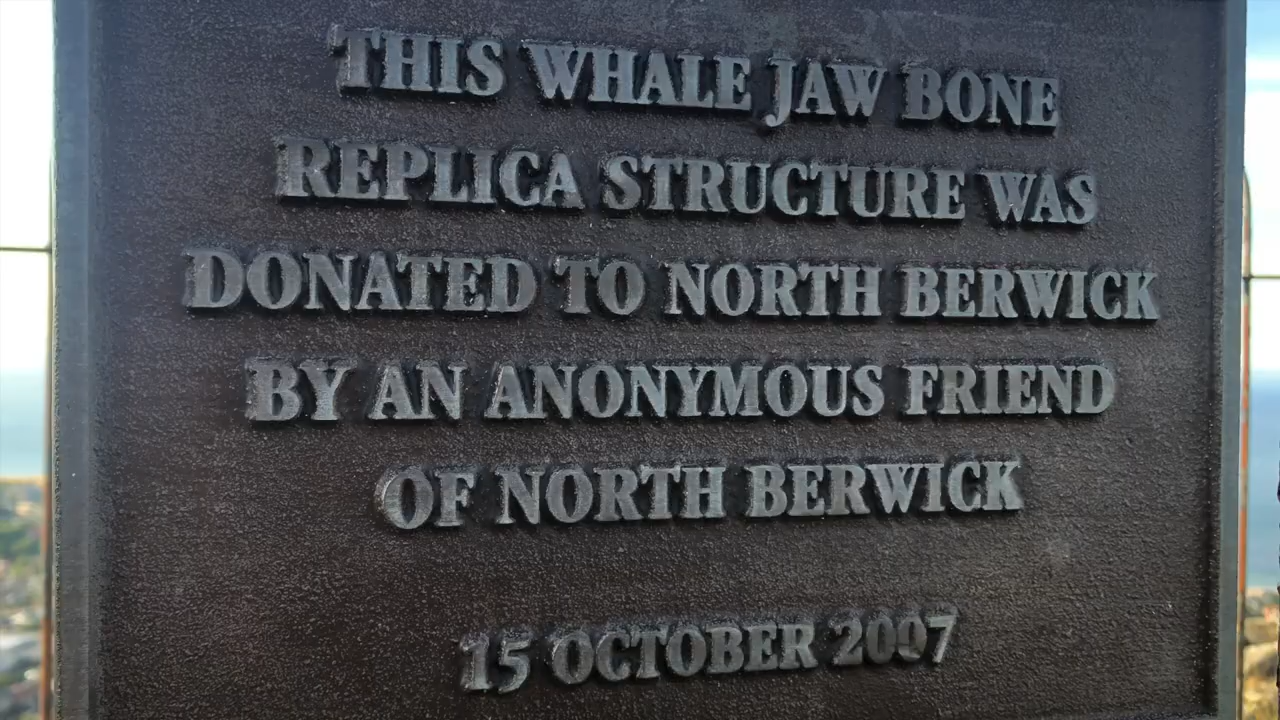 THIS WHALE JAW BONE
REPLICA STRUCTURE WAS
DONATED TO NORTH BERWICK
BY AN ANONYMOUS FRIEND
OF NORTH BERWICK
15 OCTOBER 2007